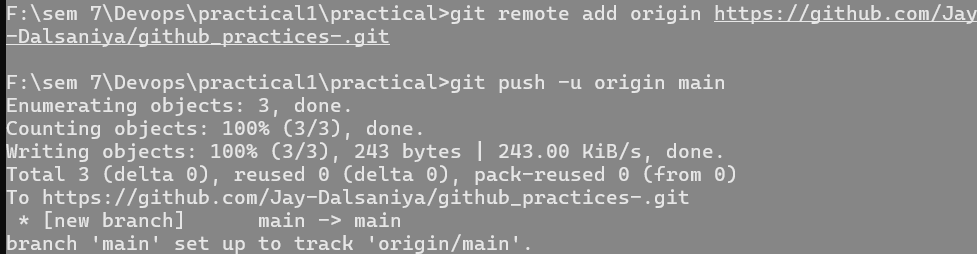 F:\sem 7\Devops\practical1\practical>git remote add origin https://github.com/Jay
-Dalsaniya/github_practices-.git
F:\sem 7\Devops\practical1\practical>git push -u origin main
Enumerating objects: 3, done.
Counting objects: 100% (3/3), done.
Writing objects: 100% (3/3), 243 bytes | 243.00 KiB/s, done.
Total 3 (delta 0), reused 0 (delta 0), pack-reused 0 (from 0)
To https://github.com/Jay-Dalsaniya/github_practices-.git
 * [new branch]      main -> main
branch 'main' set up to track 'origin/main'.